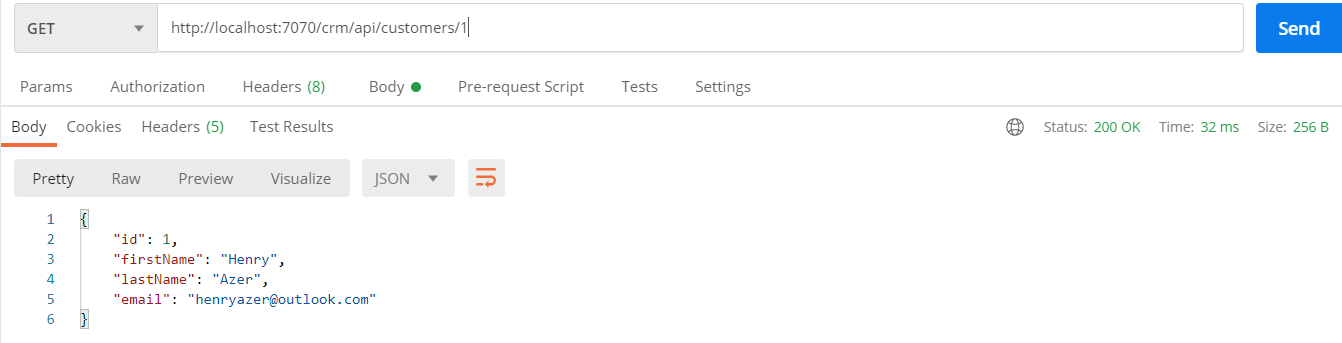 GET http://localhost:7070/crm/api/customers/1 Send
Params Authorization Headers (8) Body Pre-request Script Tests Settings
Body Cookies Headers (5) Test Results Status: 200 OK Time: 32 ms Size: 256 B
Pretty Raw Preview Visualize JSON
1 {
2 "id": 1,
3 "firstName": "Henry",
4 "lastName": "Azer",
5 "email": "henryazer@outlook.com"
6 }